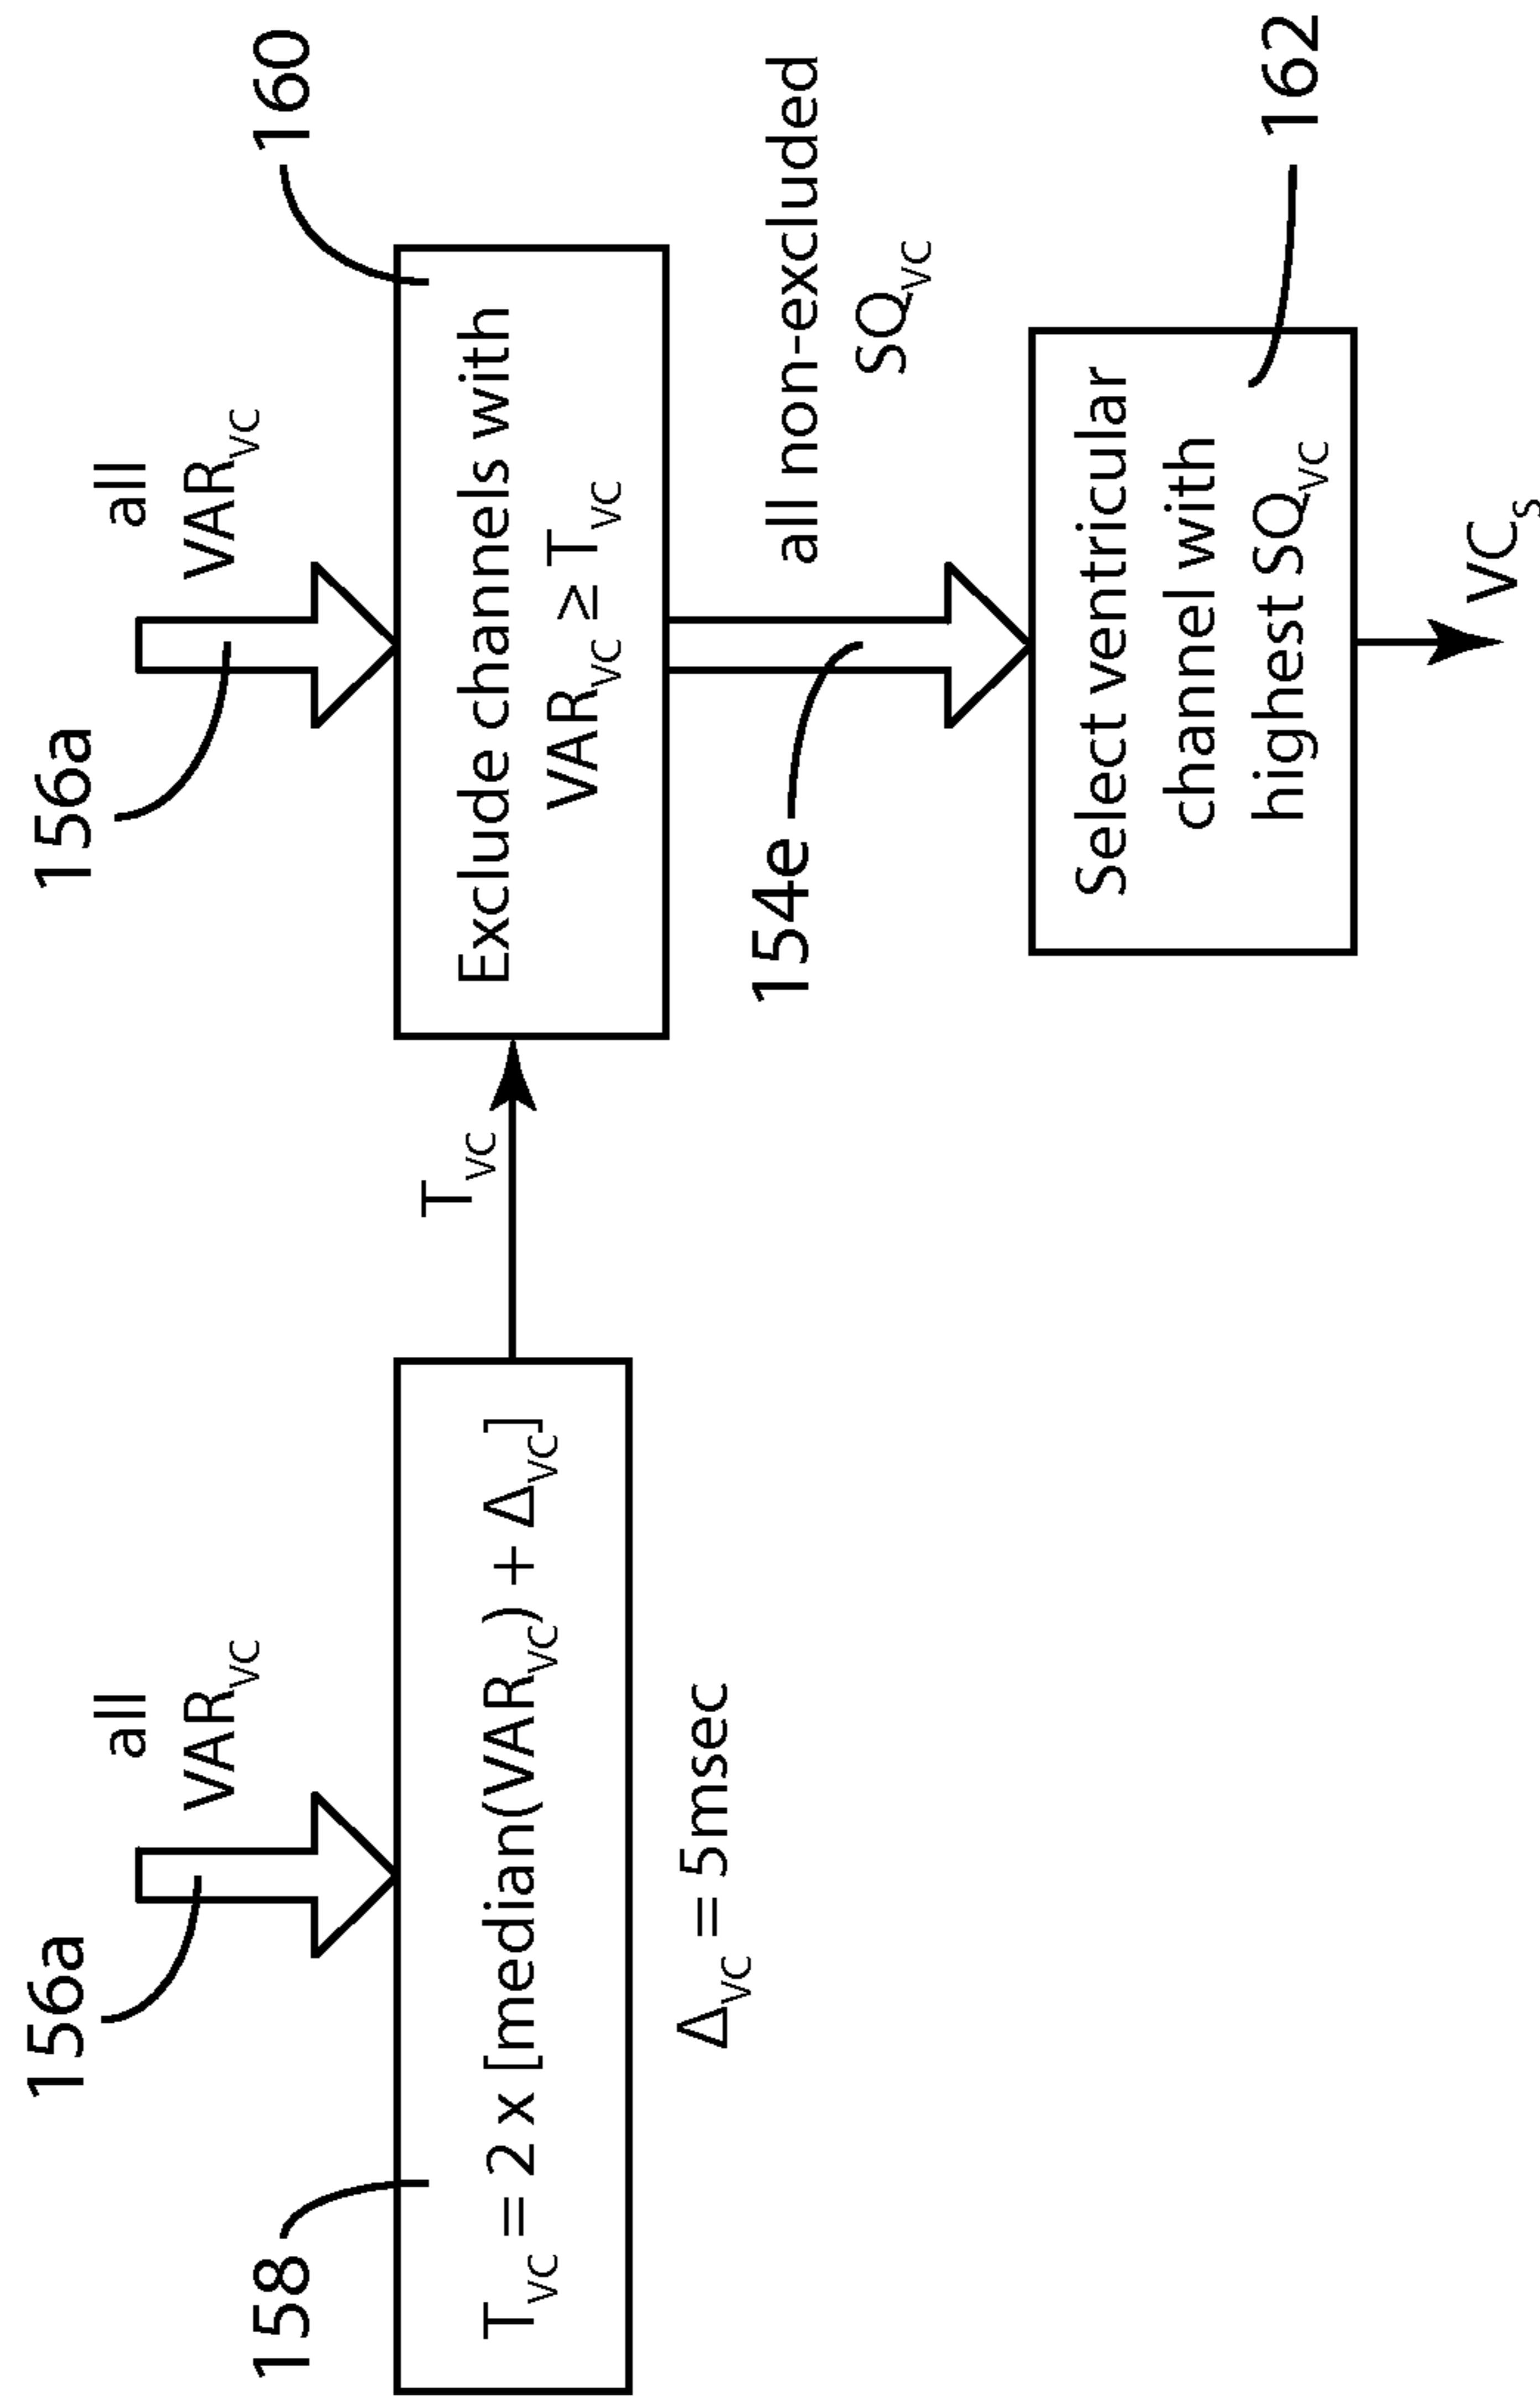 156a
all
VAR_VC
158
T_VC = 2 x [median(VAR_VC) + Δ_VC]
Δ_VC = 5msec
T_VC
156a
all
VAR_VC
160
Exclude channels with
VAR_VC ≥ T_VC
154e
all non-excluded
SQ_VC
Select ventricular
channel with
highest SQ_VC
162
VC_S